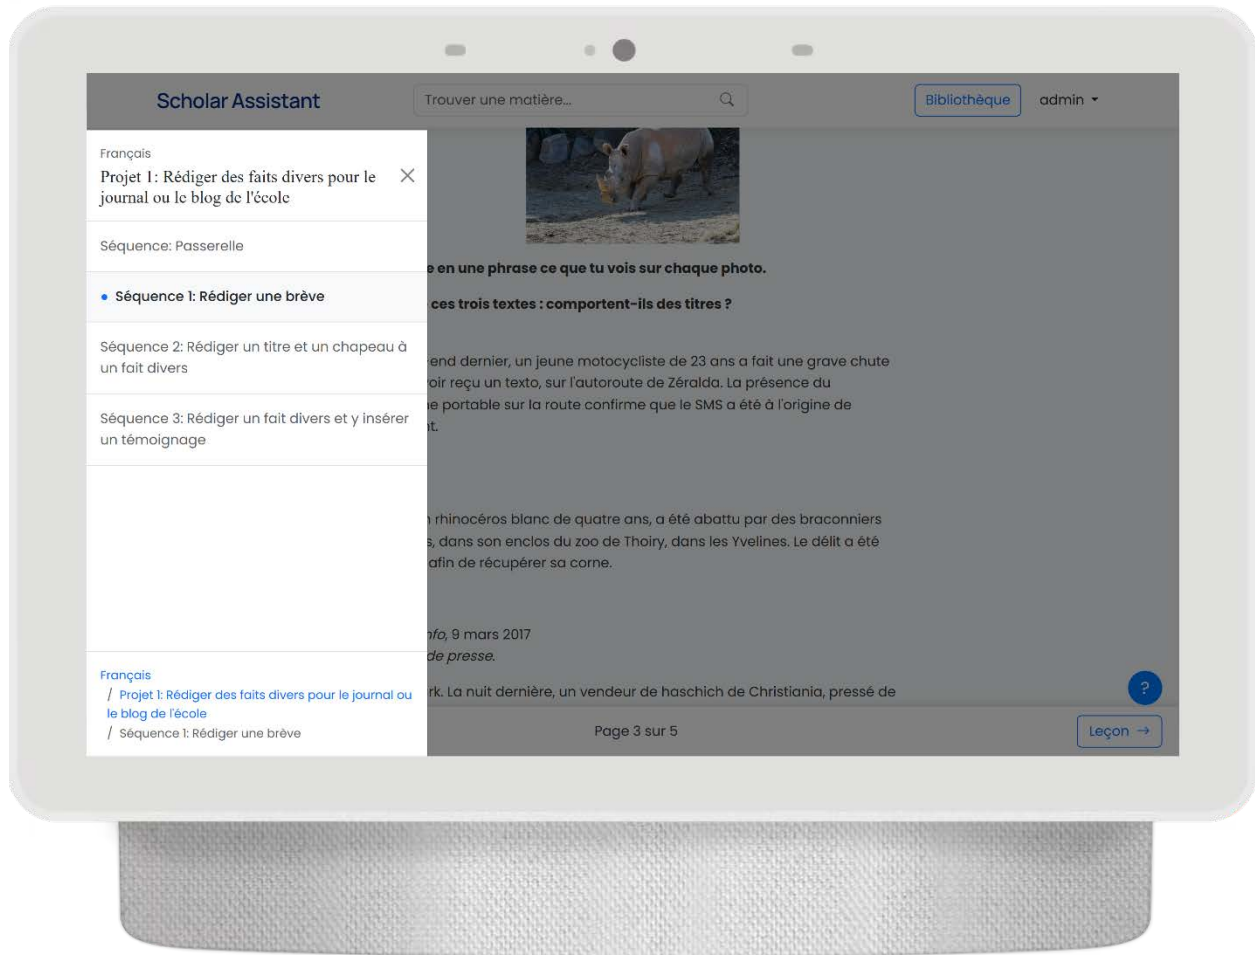 Scholar Assistant
Trouver une matière...
Bibliothèque
admin
Français
Projet 1: Rédiger des faits divers pour le
journal ou le blog de l'école
Séquence: Passerelle
Séquence 1: Rédiger une brève
Séquence 2: Rédiger un titre et un chapeau à
un fait divers
Séquence 3: Rédiger un fait divers et y insérer
un témoignage
Français
/ Projet 1: Rédiger des faits divers pour le journal ou
le blog de l'école
/ Séquence 1: Rédiger une brève
en une phrase ce que tu vois sur chaque photo.
ces trois textes : comportent-ils des titres ?
-end dernier, un jeune motocycliste de 23 ans a fait une grave chute
oir reçu un texto, sur l'autoroute de Zéralda. La présence du
e portable sur la route confirme que le SMS a été à l'origine de
t.
rhinocéros blanc de quatre ans, a été abattu par des braconniers
s, dans son enclos du zoo de Thoiry, dans les Yvelines. Le délit a été
afin de récupérer sa corne.
nfo, 9 mars 2017
de presse.
rk. La nuit dernière, un vendeur de haschich de Christiania, pressé de
?
Page 3 sur 5
Leçon →